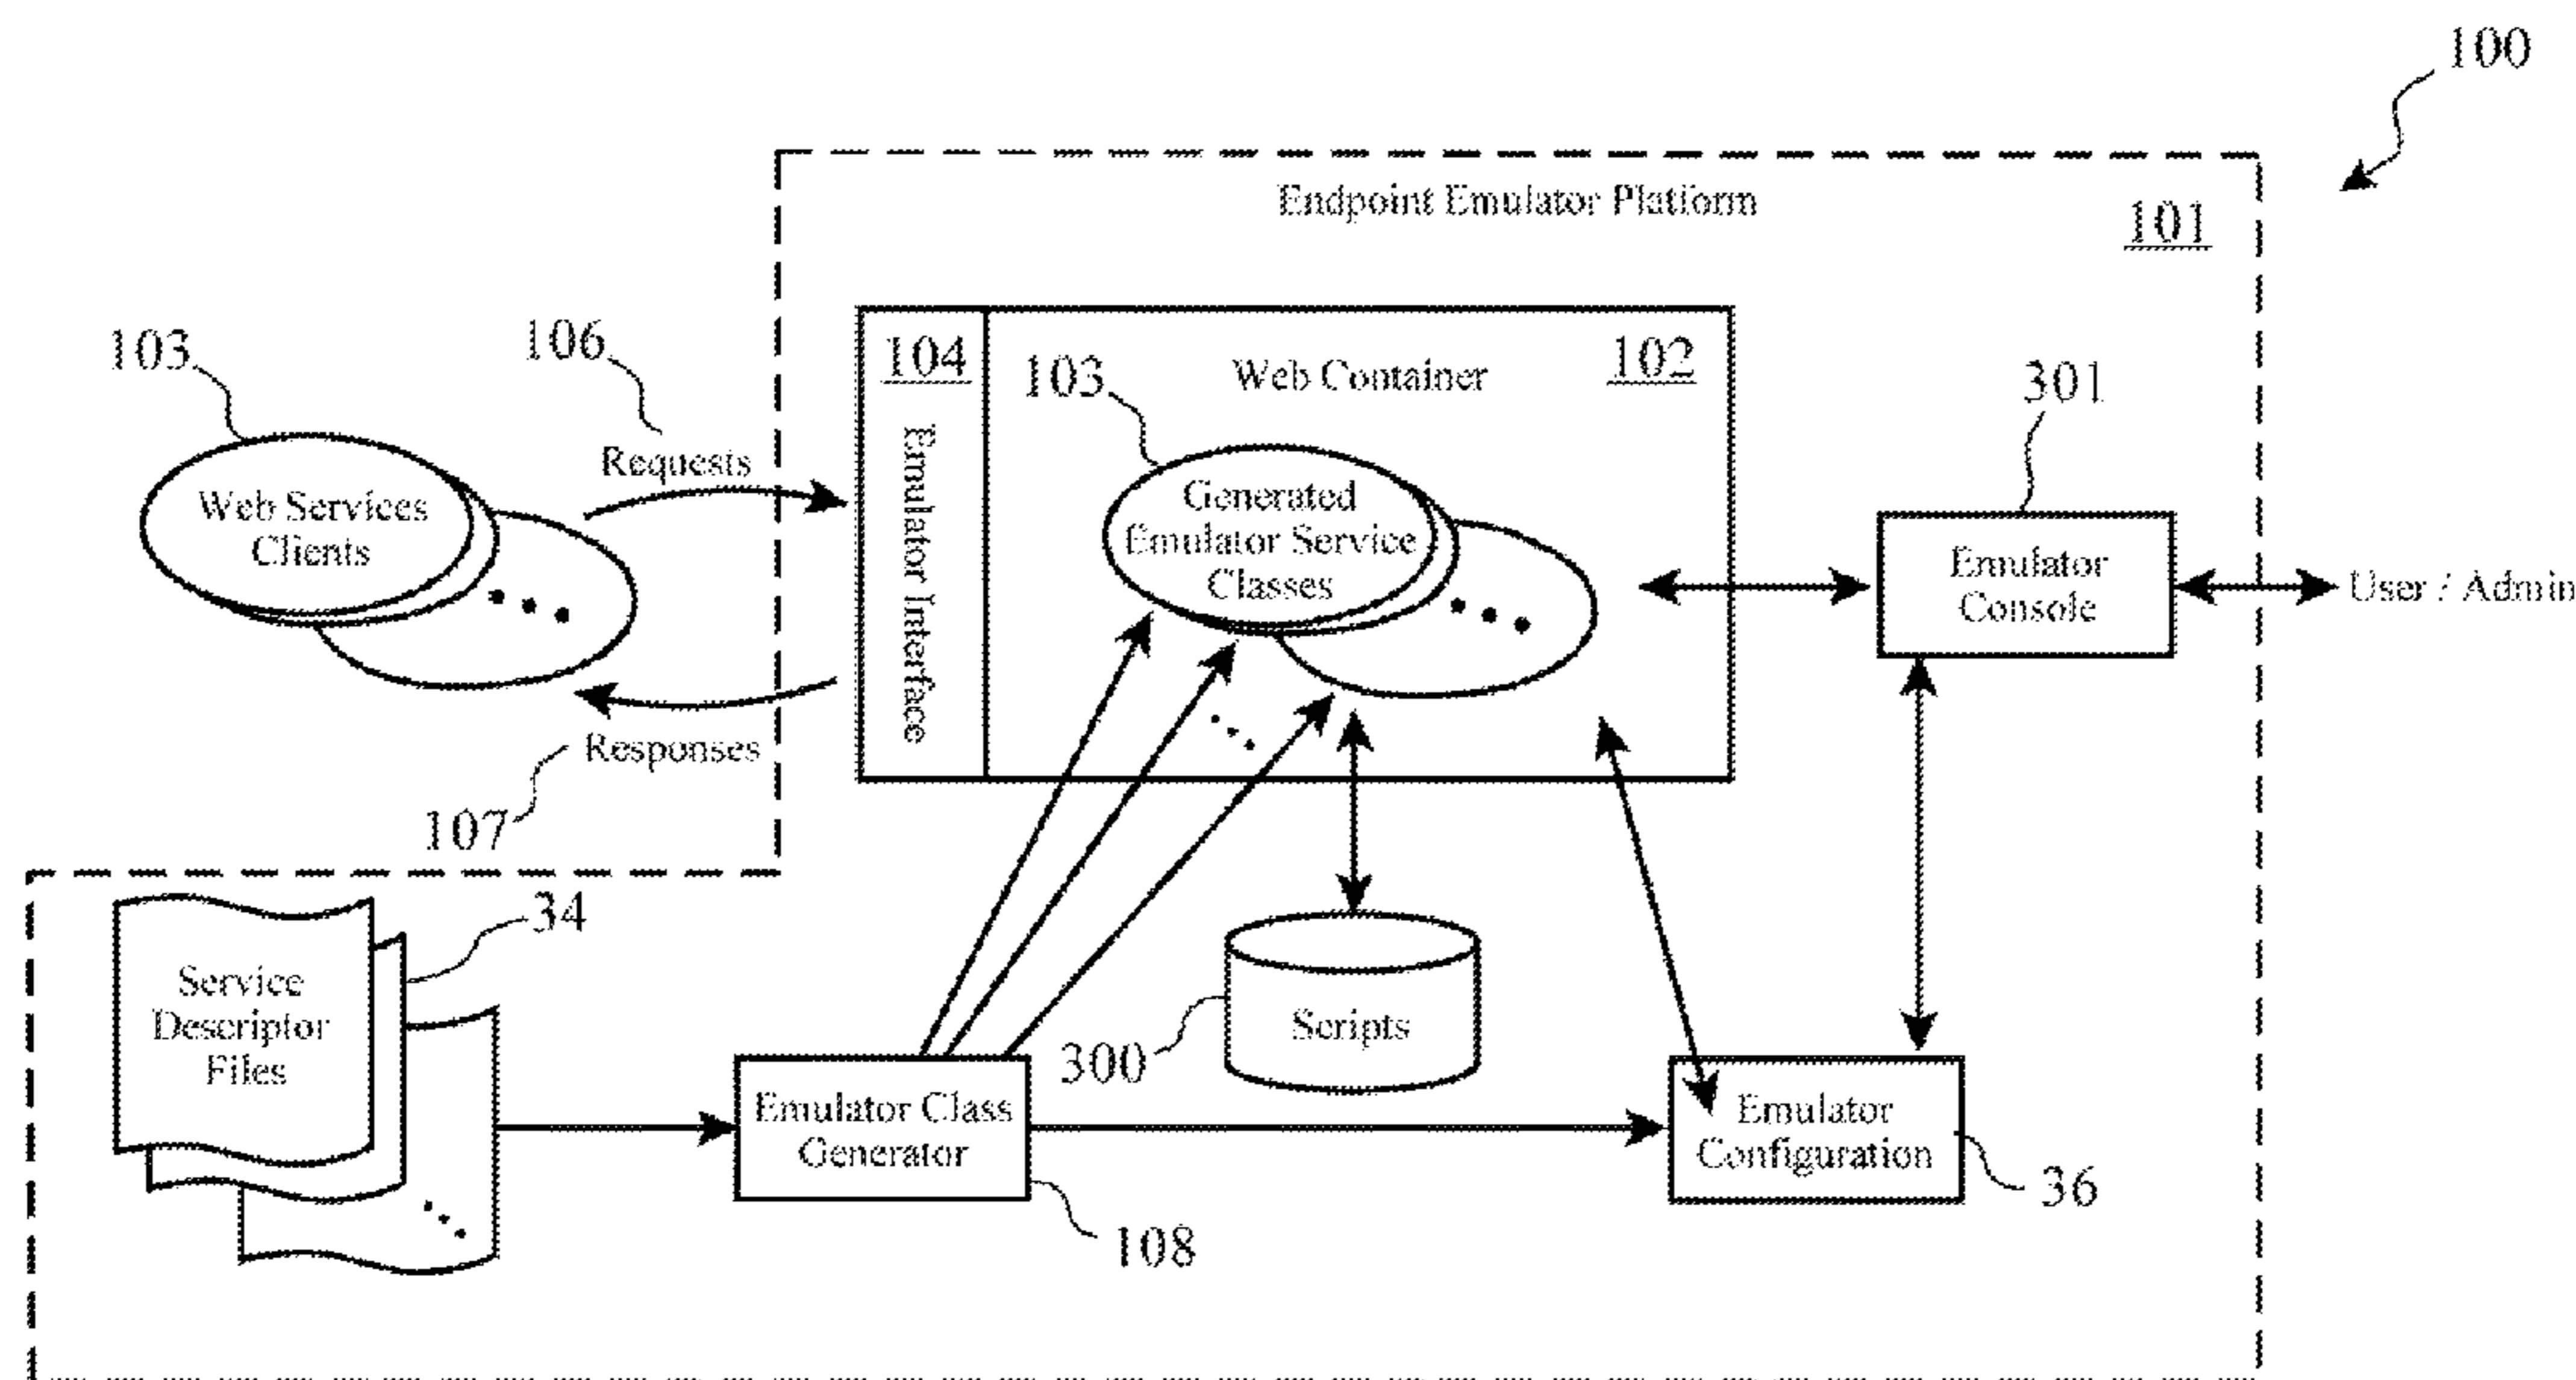 100
Endpoint Emulator Platform
101
103
106
104
103
Web Container
102
301
Requests
Web Services
Clients
Emulator Interface
Generated
Emulator Service
Classes
Emulator
Console
User / Admin
Responses
107
34
Service
Descriptor
Files
300
Scripts
Emulator Class
Generator
Emulator
Configuration
36
108